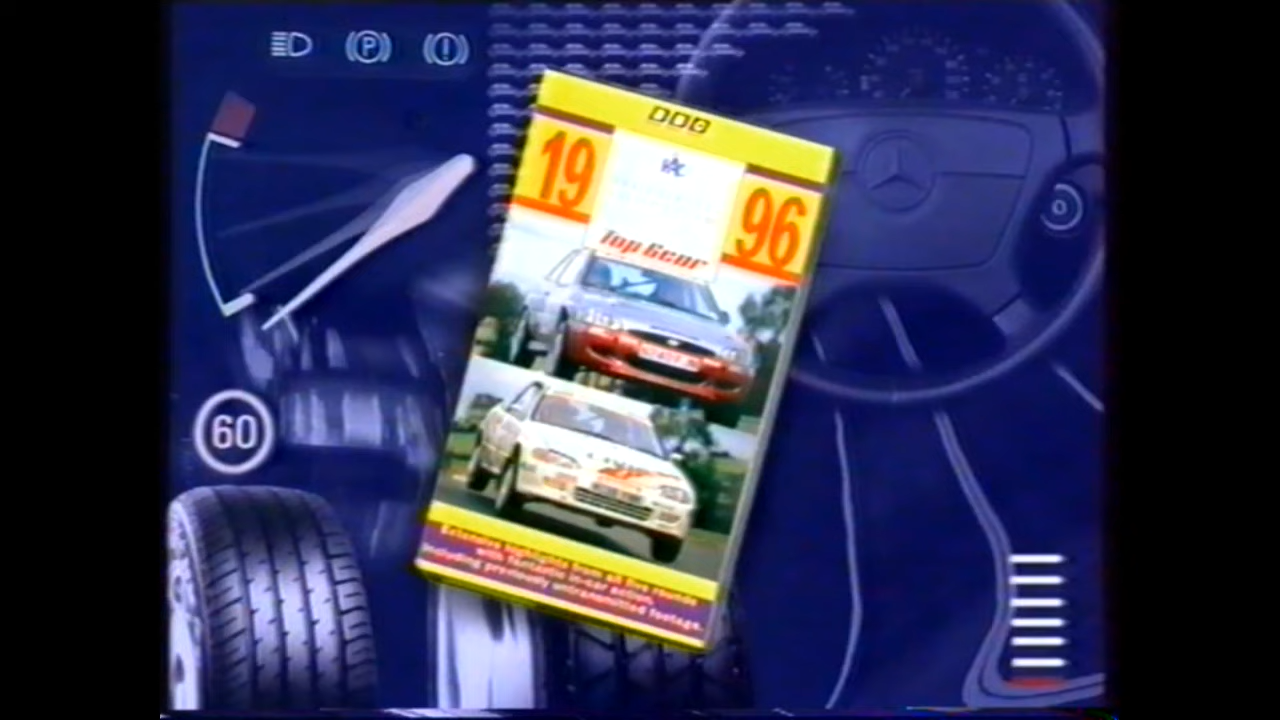 BBC
19
96
Top Gear
60
Extensive highlights from all five rounds
with fantastic in-car action,
including previously untransmitted footage.